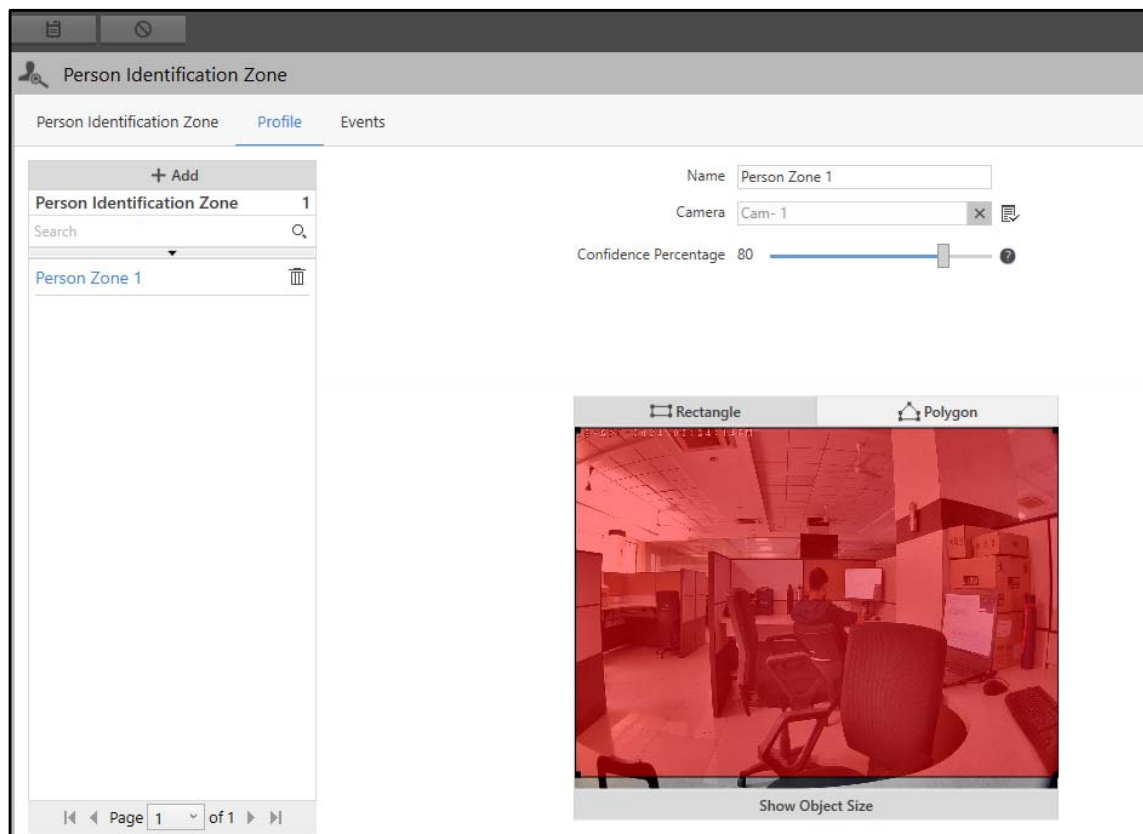 Person Identification Zone
Person Identification Zone Profile Events
+ Add
Person Identification Zone 1
Search
Person Zone 1
Page 1 of 1
Name Person Zone 1
Camera Cam- 1
Confidence Percentage 80
?
Rectangle Polygon
Show Object Size